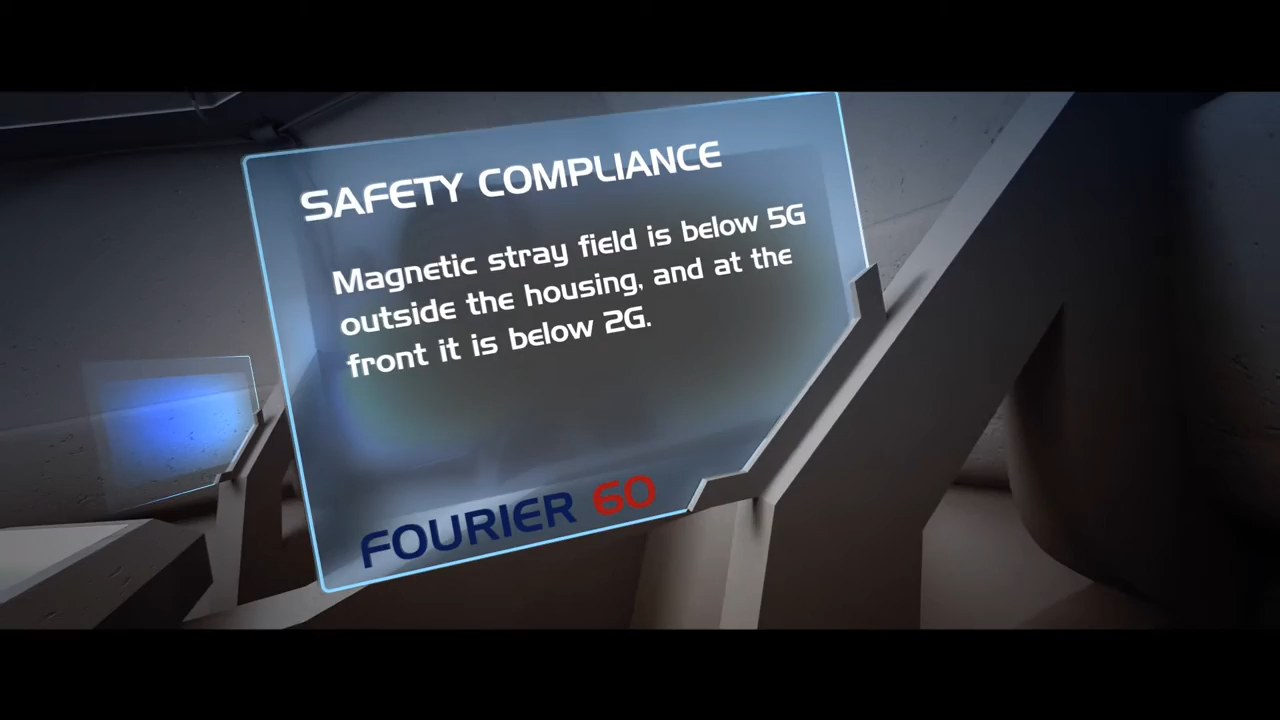 SAFETY COMPLIANCE
Magnetic stray field is below 5G
outside the housing, and at the
front it is below 2G.
FOURIER 60